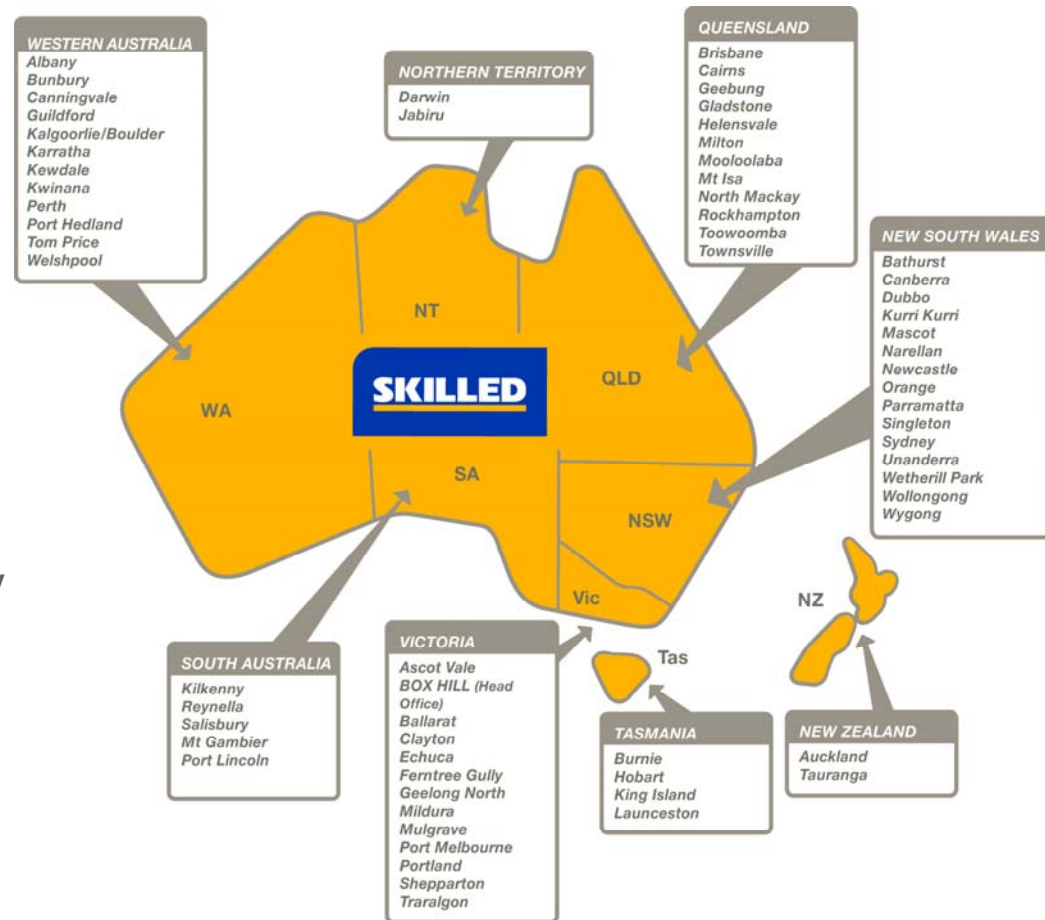 WESTERN AUSTRALIA
Albany
Bunbury
Canningvale
Guildford
Kalgoorlie/Boulder
Karratha
Kewdale
Kwinana
Perth
Port Hedland
Tom Price
Welshpool
NORTHERN TERRITORY
Darwin
Jabiru
QUEENSLAND
Brisbane
Cairns
Geebung
Gladstone
Helensvale
Milton
Mooloolaba
Mt Isa
North Mackay
Rockhampton
Toowoomba
Townsville
NEW SOUTH WALES
Bathurst
Canberra
Dubbo
Kurri Kurri
Mascot
Narellan
Newcastle
Orange
Parramatta
Singleton
Sydney
Unanderra
Wetherill Park
Wollongong
Wygong
NT
SKILLED
QLD
WA
SA
NSW
Vic
NZ
Tas
SOUTH AUSTRALIA
Kilkenny
Reynella
Salisbury
Mt Gambier
Port Lincoln
VICTORIA
Ascot Vale
BOX HILL (Head
Office)
Ballarat
Clayton
Echuca
Ferntree Gully
Geelong North
Mildura
Mulgrave
Port Melbourne
Portland
Shepparton
Traralgon
TASMANIA
Burnie
Hobart
King Island
Launceston
NEW ZEALAND
Auckland
Tauranga